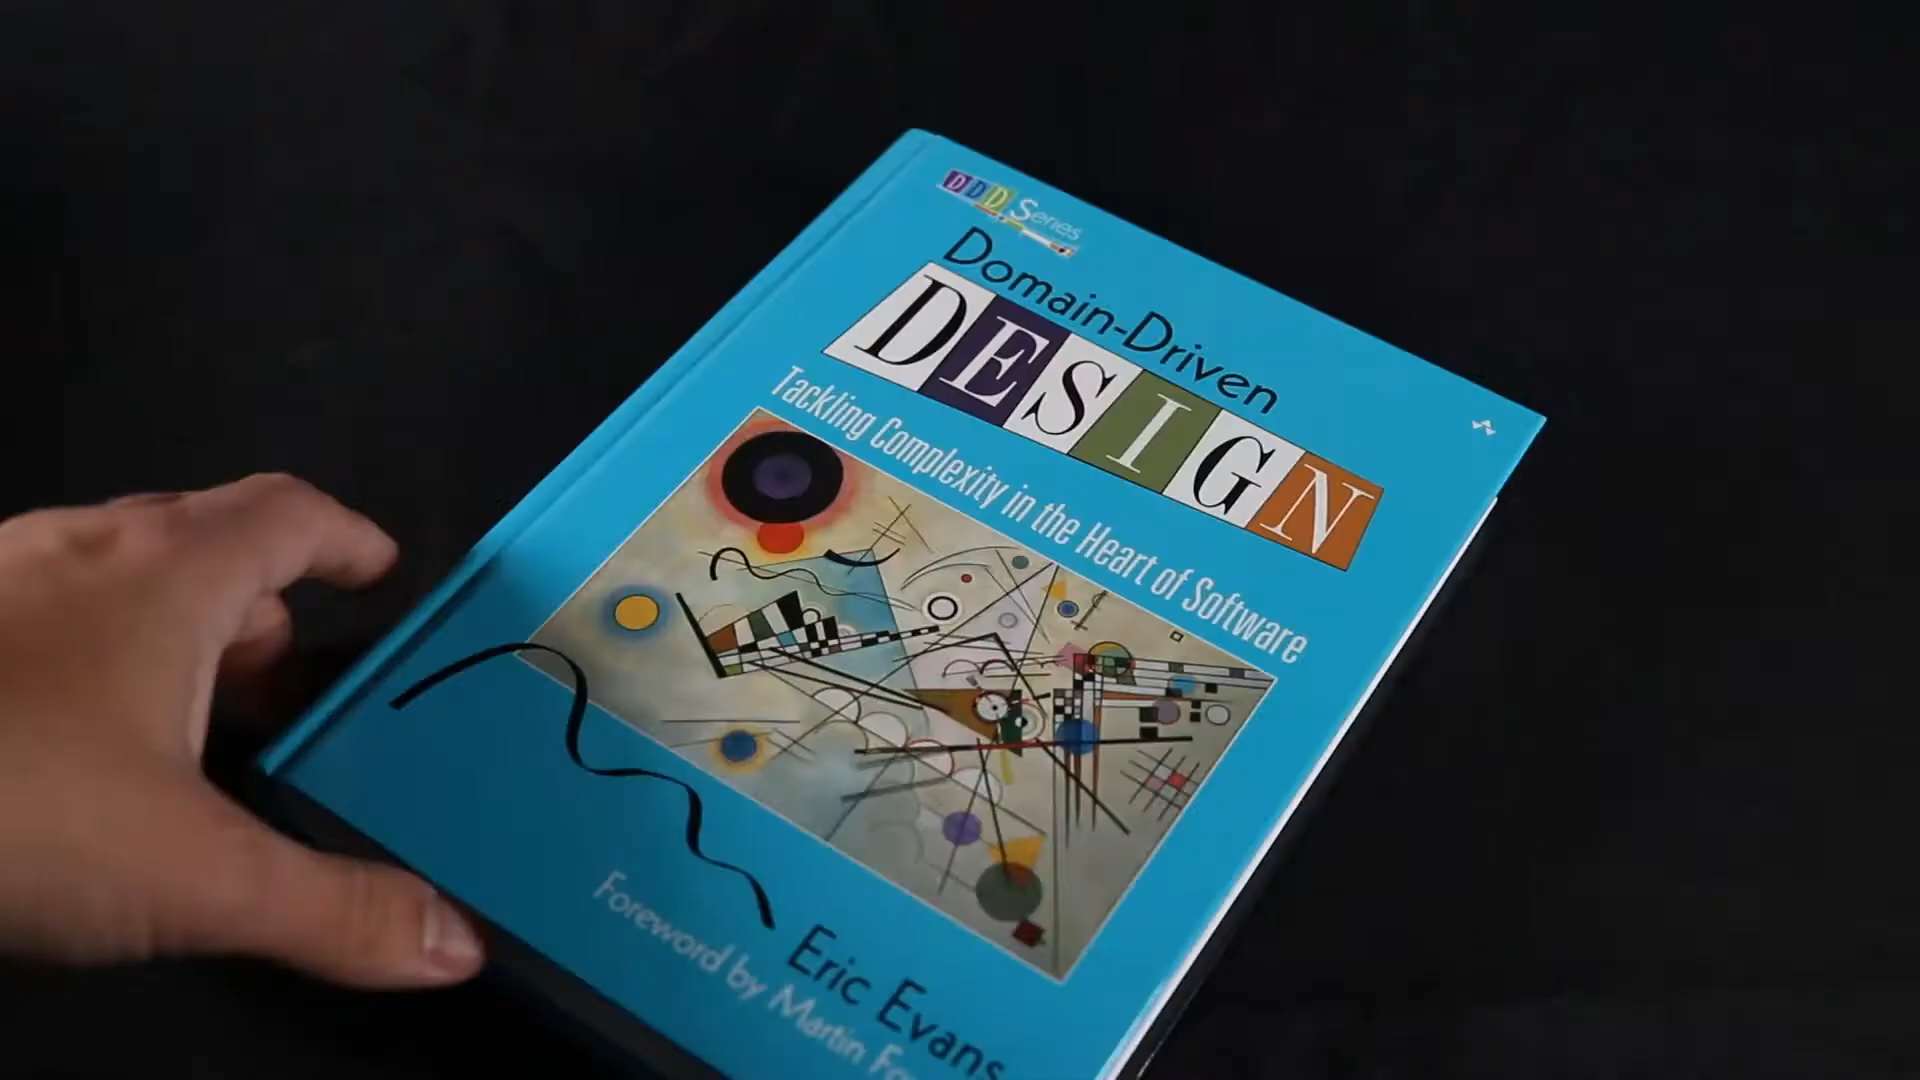 DDD Series
Domain-Driven
DESIGN
Tackling Complexity in the Heart of Software
Eric Evans
Foreword by Martin